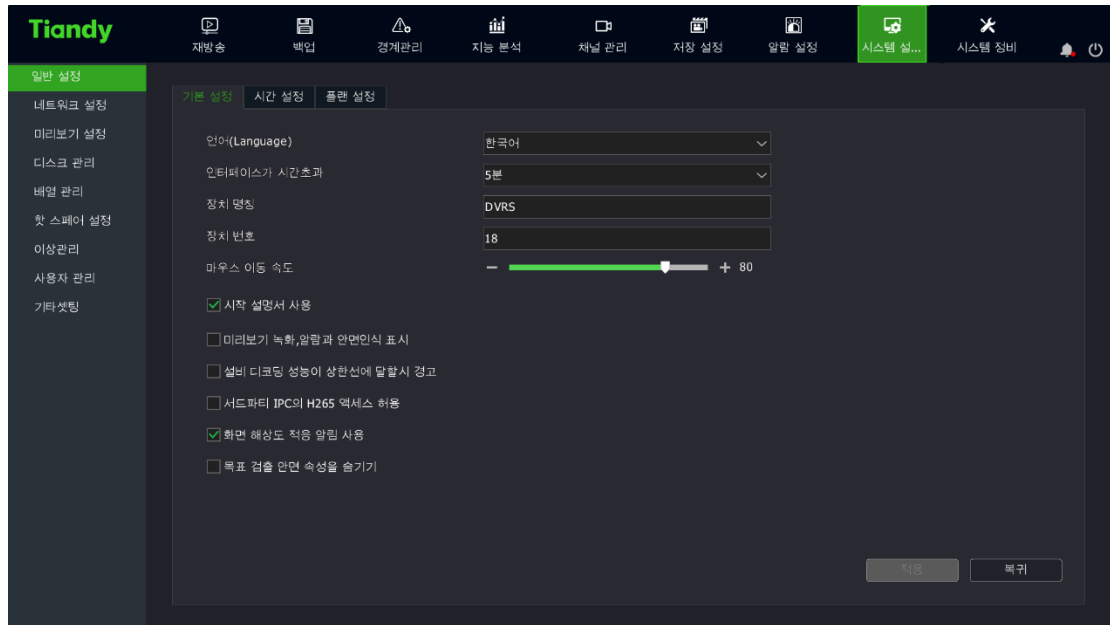 Tiandy
재방송
백업
경계관리
지능 분석
채널 관리
저장 설정
알람 설정
시스템 설...
시스템 정비
일반 설정
네트워크 설정
미리보기 설정
디스크 관리
배열 관리
핫 스페어 설정
이상관리
사용자 관리
기타셋팅
기본 설정
시간 설정
플랜 설정
언어(Language)
한국어
인터페이스가 시간초과
5분
장치 명칭
DVRS
장치 번호
18
마우스 이동 속도
80
시작 설명서 사용
미리보기 녹화,알람과 안면인식 표시
설비 디코딩 성능이 상한선에 달할시 경고
서드파티 IPC의 H265 액세스 허용
화면 해상도 적응 알림 사용
목표 검출 안면 속성을 숨기기
적용
복귀